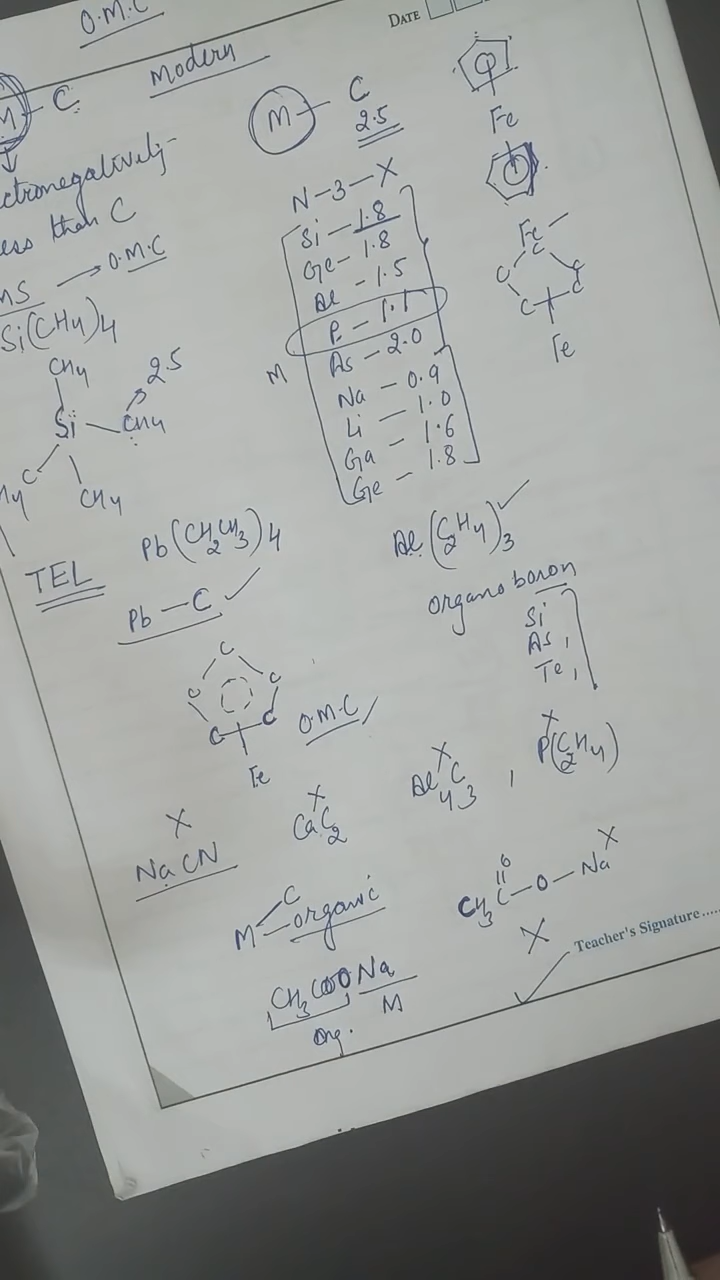 O.M.C
DATE
Modern
M - C
ectronegatively
less than C
MS → O.M.C
Si(CH4)4
CH4
2.5
Si - CH4
C
CH4
M - C
2.5
N - 3 - X
Si - 1.8
Ge - 1.8
Al - 1.5
P - 1.1
As - 2.0
M
Na - 0.9
Li - 1.0
Ga - 1.6
Ge - 1.8
Fe
Fe
C
C C
C C
Fe
TEL
Pb(CH2CH3)4
Al(C2H4)3
Pb - C
organo boron
Si
As,
Te,
C
C C
C C
O.M.C
Fe
X
NaCN
X
CaC2
X
Al4C3,
X
P(C2H4)
M C
organic
O
CH3 C - O - Na X
X
CH3COONa
Org. M
Teacher's Signature.....